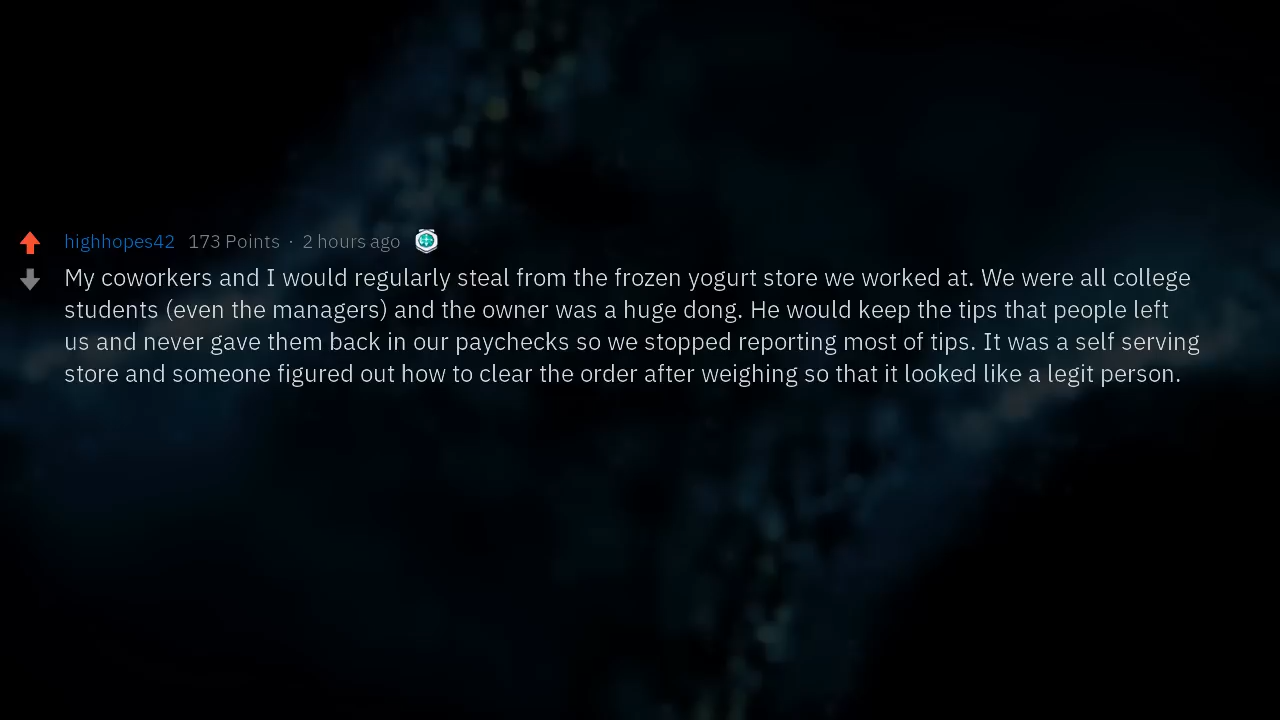 highhopes42 173 Points · 2 hours ago
My coworkers and I would regularly steal from the frozen yogurt store we worked at. We were all college
students (even the managers) and the owner was a huge dong. He would keep the tips that people left
us and never gave them back in our paychecks so we stopped reporting most of tips. It was a self serving
store and someone figured out how to clear the order after weighing so that it looked like a legit person.